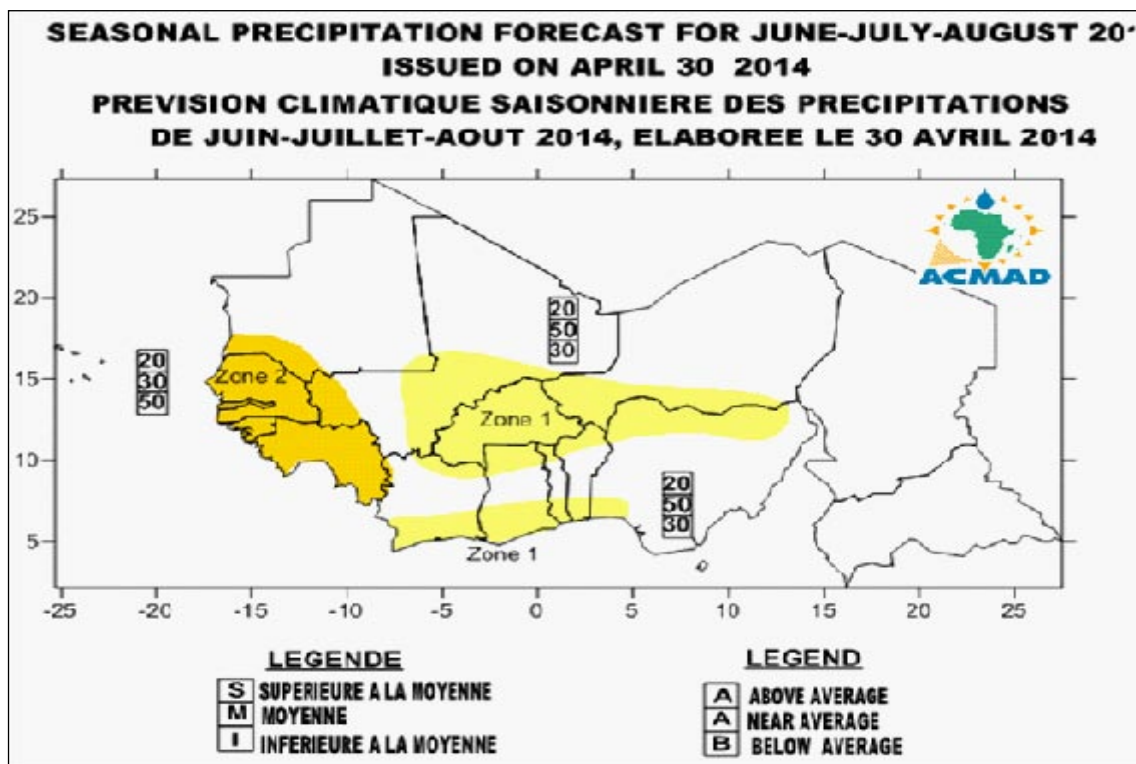 SEASONAL PRECIPITATION FORECAST FOR JUNE-JULY-AUGUST 201
ISSUED ON APRIL 30 2014
PREVISION CLIMATIQUE SAISONNIERE DES PRECIPITATIONS
DE JUIN-JUILLET-AOUT 2014, ELABOREE LE 30 AVRIL 2014
ACMAD
25
20
15
10
5
20
50
30
20
30
50
Zone 2
Zone 1
20
50
30
Zone 1
-25 -20 -15 -10 -5 0 5 10 15 20 25
LEGENDE
S SUPERIEURE A LA MOYENNE
M MOYENNE
I INFERIEURE A LA MOYENNE
LEGEND
A ABOVE AVERAGE
A NEAR AVERAGE
B BELOW AVERAGE